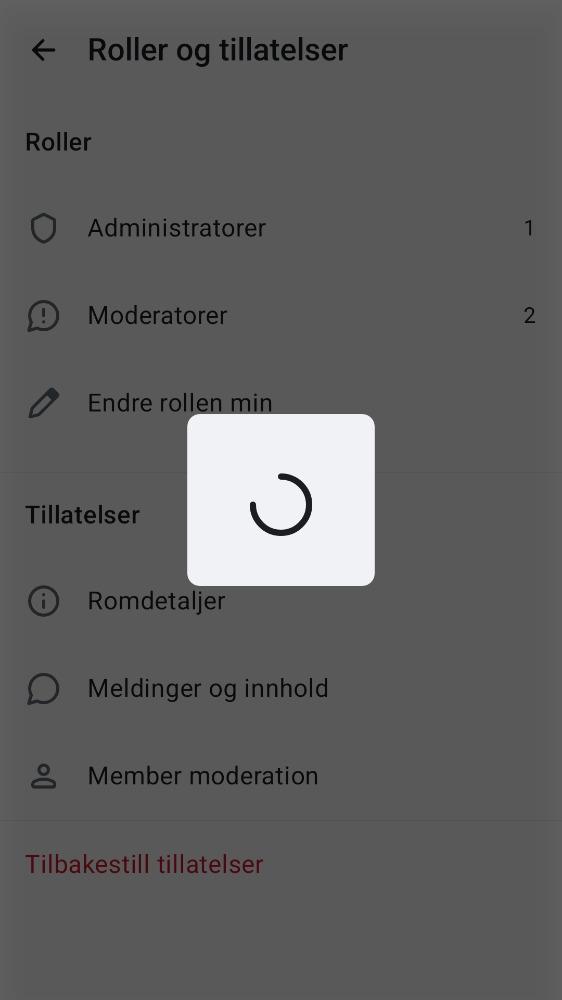 Roller og tillatelser
Roller
Administratorer 1
Moderatorer 2
Endre rollen min
Tillatelser
Romdetaljer
Meldinger og innhold
Member moderation
Tilbakestill tillatelser